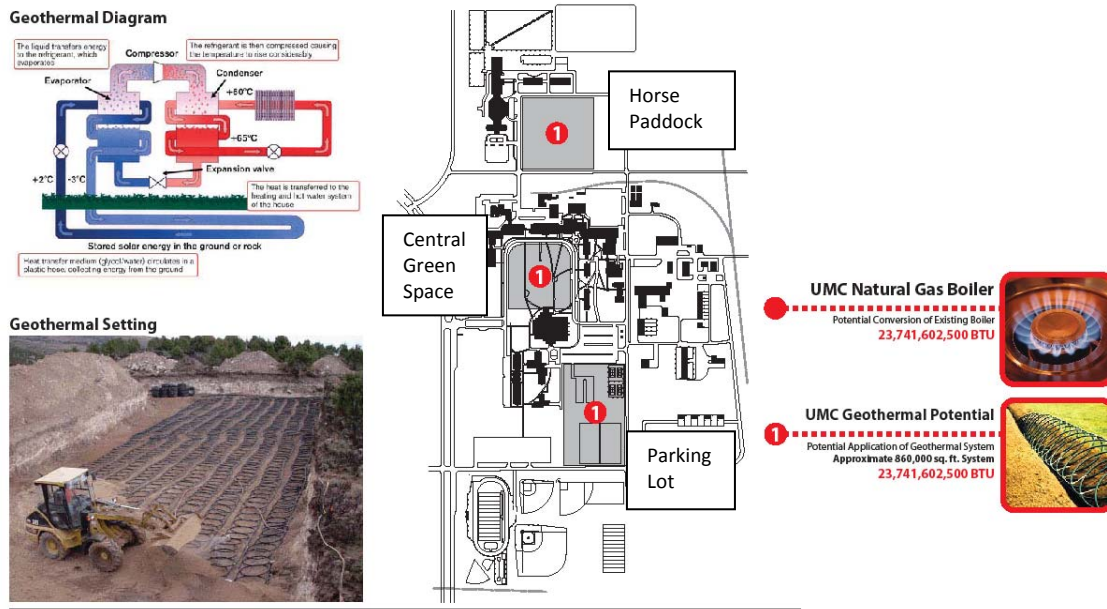 Geothermal Diagram
The liquid transfers energy
to the refrigerant, which
evaporates
Compressor
The refrigerant is then compressed causing
the temperature to rise considerably
Evaporator
Condenser
+60°C
+65°C
Expansion valve
+2°C
-3°C
The heat is transferred to the
heating and hot water system
of the house
Stored solar energy in the ground or rock
Heat transfer medium (glycol/water) circulates in a
plastic hose, collecting energy from the ground
Geothermal Setting
Horse
Paddock
1
Central
Green
Space
1
1
Parking
Lot
UMC Natural Gas Boiler
Potential Conversion of Existing Boiler
23,741,602,500 BTU
1
UMC Geothermal Potential
Potential Application of Geothermal System
Approximate 860,000 sq. ft. System
23,741,602,500 BTU